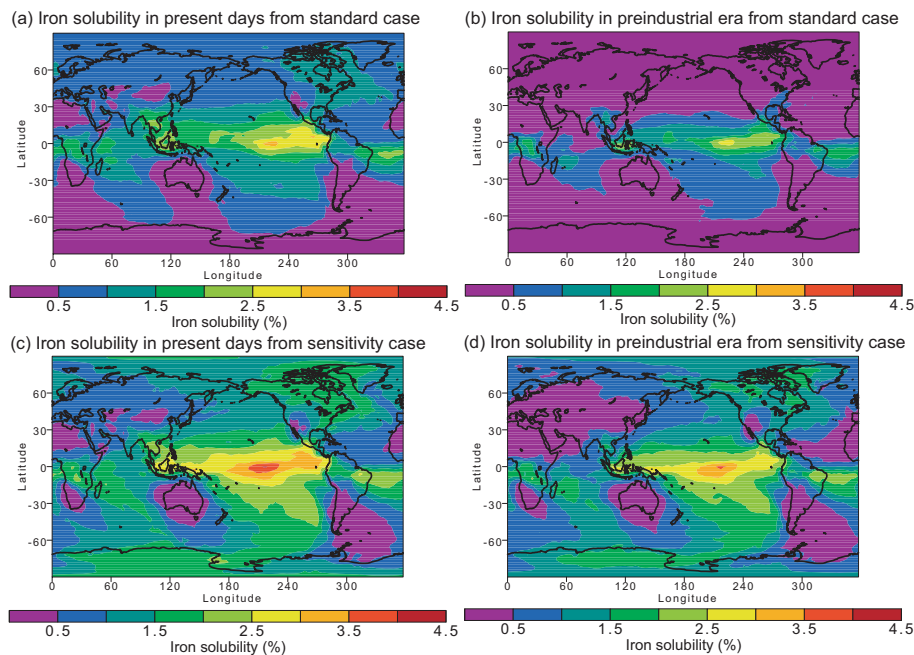 (a) Iron solubility in present days from standard case
(b) Iron solubility in preindustrial era from standard case
60
30
0
-30
-60
Latitude
0 60 120 180 240 300
Longitude
0.5 1.5 2.5 3.5 4.5
Iron solubility (%)
60
30
0
-30
-60
Latitude
0 60 120 180 240 300
Longitude
0.5 1.5 2.5 3.5 4.5
Iron solubility (%)
(c) Iron solubility in present days from sensitivity case
(d) Iron solubility in preindustrial era from sensitivity case
60
30
0
-30
-60
Latitude
0 60 120 180 240 300
Longitude
0.5 1.5 2.5 3.5 4.5
Iron solubility (%)
60
30
0
-30
-60
Latitude
0 60 120 180 240 300
Longitude
0.5 1.5 2.5 3.5 4.5
Iron solubility (%)